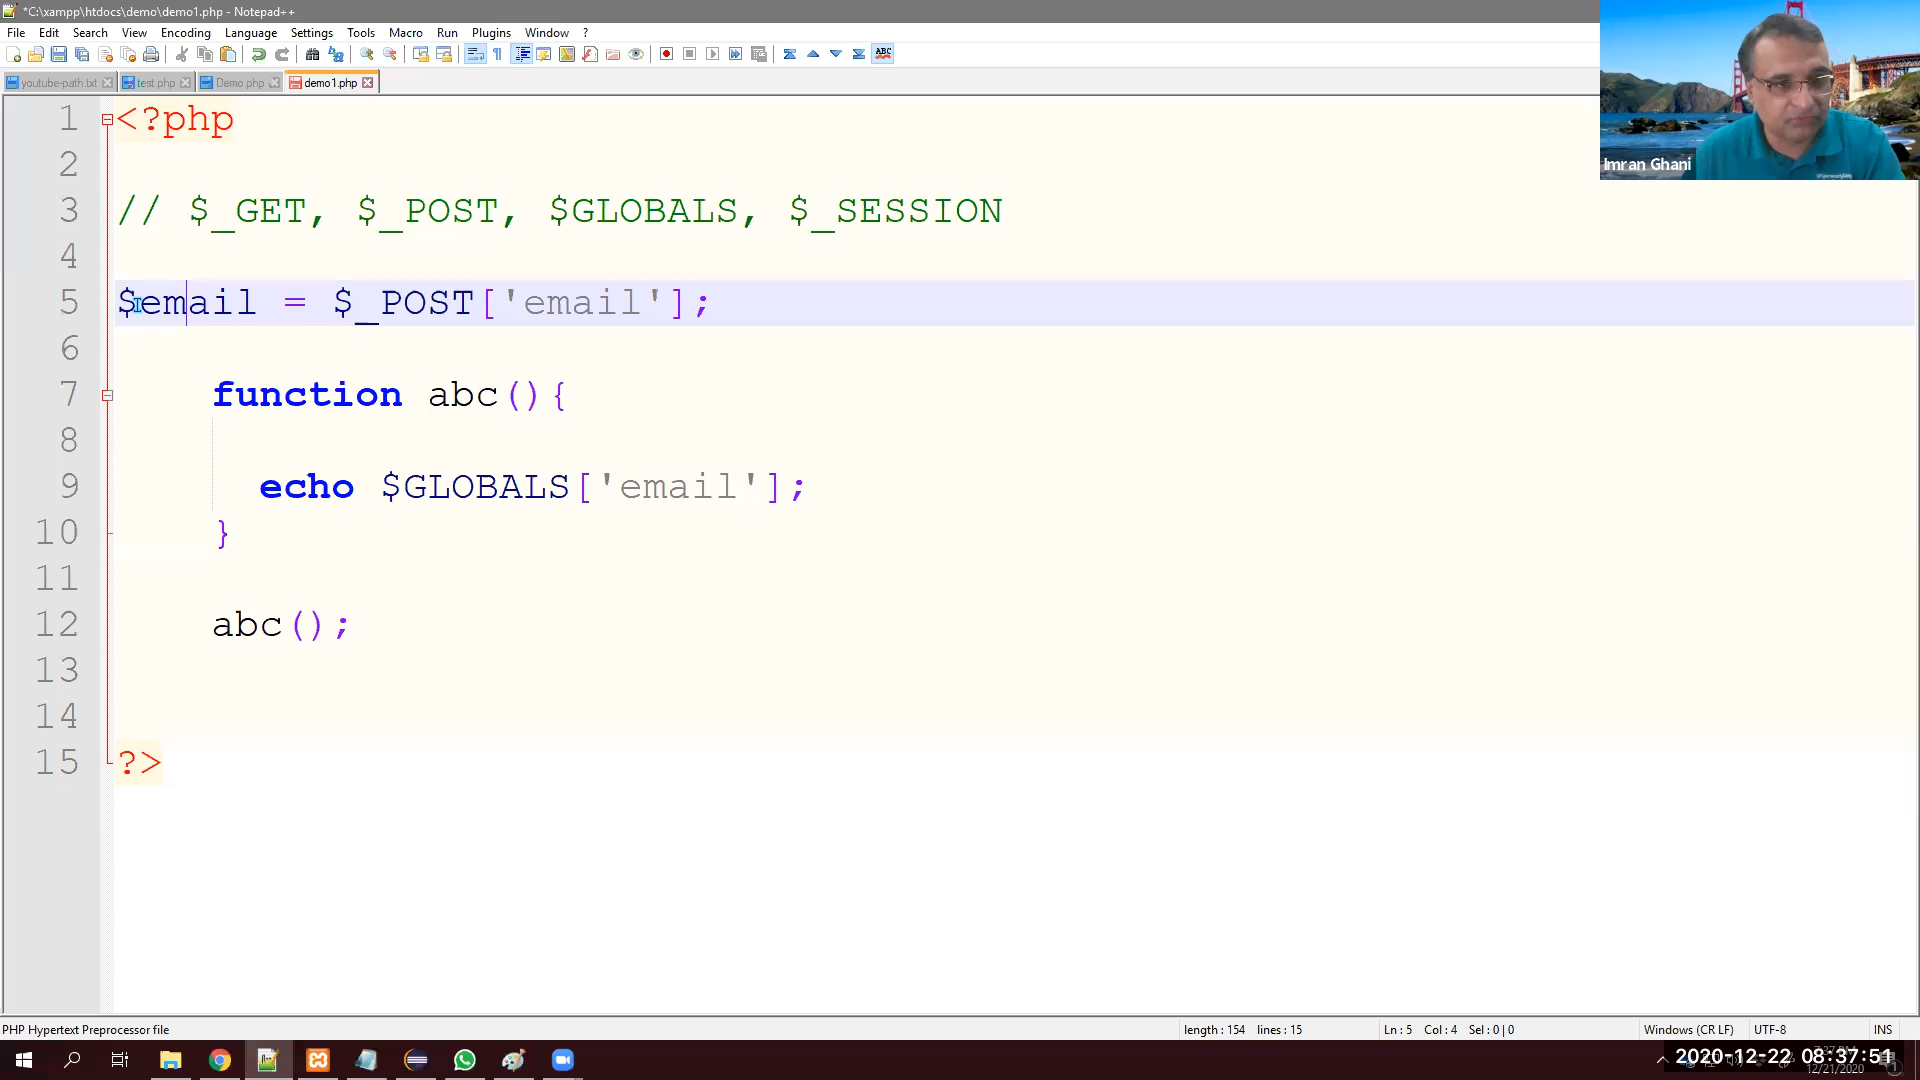 *C:\xampp\htdocs\demo\demo1.php - Notepad++
File Edit Search View Encoding Language Settings Tools Macro Run Plugins Window ?
youtube-path.txt test.php Demo.php demo1.php
1 <?php
2
3 // $_GET, $_POST, $GLOBALS, $_SESSION
4
5 $email = $_POST['email'];
6
7 function abc(){
8
9 echo $GLOBALS['email'];
10 }
11
12 abc();
13
14
15 ?>
Imran Ghani
PHP Hypertext Preprocessor file length : 154 lines : 15 Ln : 5 Col : 4 Sel : 0 | 0 Windows (CR LF) UTF-8 INS
2020-12-22 08:37:51
12/21/2020